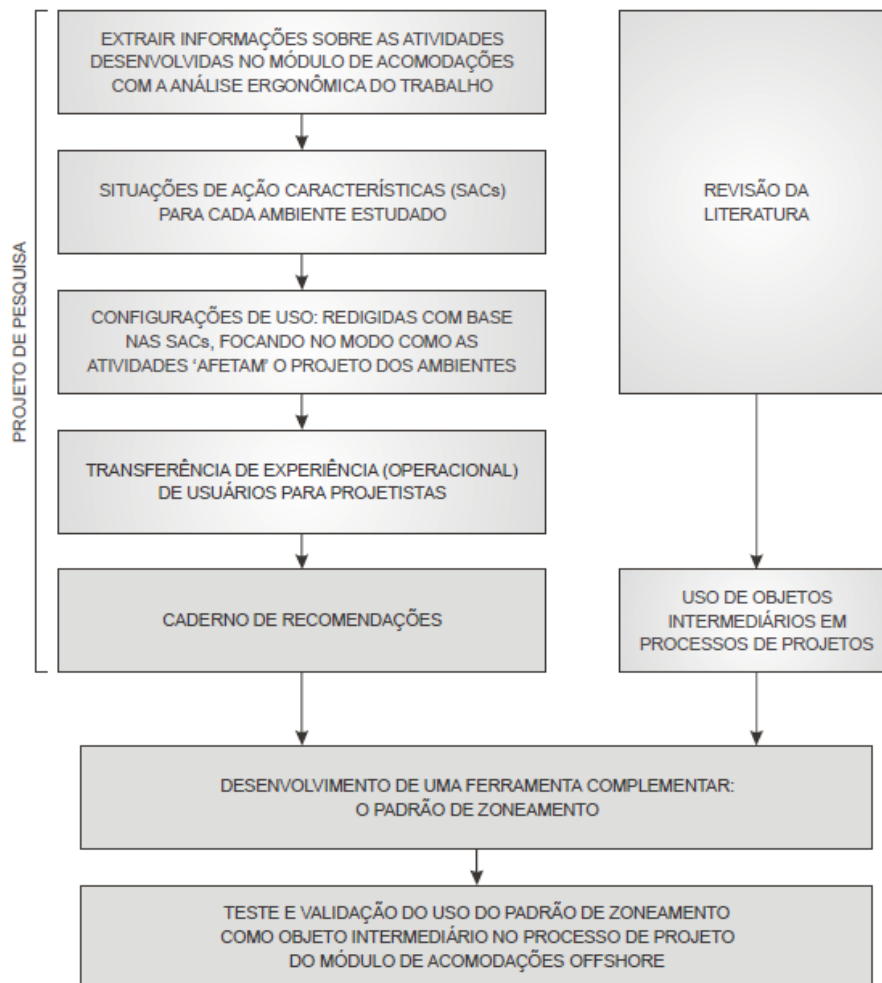 PROJETO DE PESQUISA
EXTRAIR INFORMAÇÕES SOBRE AS ATIVIDADES
DESENVOLVIDAS NO MÓDULO DE ACOMODAÇÕES
COM A ANÁLISE ERGONÔMICA DO TRABALHO
SITUAÇÕES DE AÇÃO CARACTERÍSTICAS (SACs)
PARA CADA AMBIENTE ESTUDADO
CONFIGURAÇÕES DE USO: REDIGIDAS COM BASE
NAS SACs, FOCANDO NO MODO COMO AS
ATIVIDADES ‘AFETAM’ O PROJETO DOS AMBIENTES
TRANSFERÊNCIA DE EXPERIÊNCIA (OPERACIONAL)
DE USUÁRIOS PARA PROJETISTAS
CADERNO DE RECOMENDAÇÕES
REVISÃO DA
LITERATURA
USO DE OBJETOS
INTERMEDIÁRIOS EM
PROCESSOS DE PROJETOS
DESENVOLVIMENTO DE UMA FERRAMENTA COMPLEMENTAR:
O PADRÃO DE ZONEAMENTO
TESTE E VALIDAÇÃO DO USO DO PADRÃO DE ZONEAMENTO
COMO OBJETO INTERMEDIÁRIO NO PROCESSO DE PROJETO
DO MÓDULO DE ACOMODAÇÕES OFFSHORE